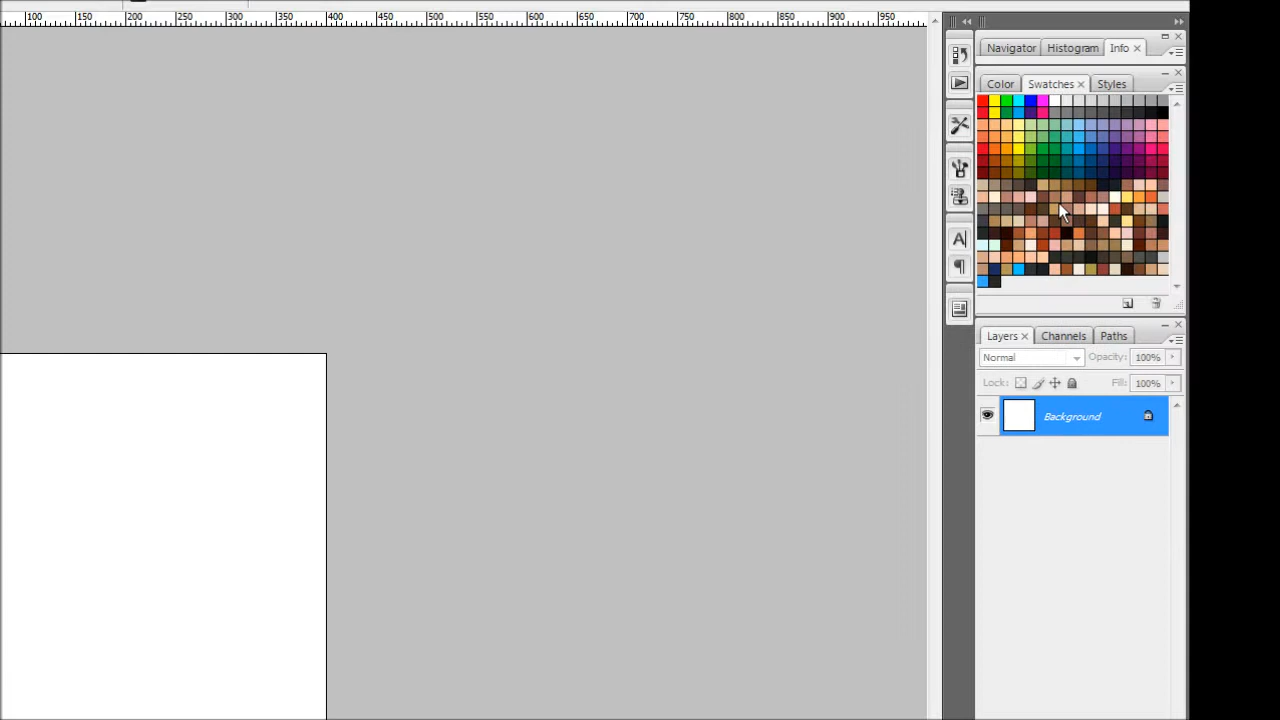 100 150 200 250 300 350 400 450 500 550 600 650 700 750 800 850 900 950
Navigator Histogram Info
Color Swatches Styles
A
Layers Channels Paths
Normal Opacity: 100%
Lock: Fill: 100%
Background